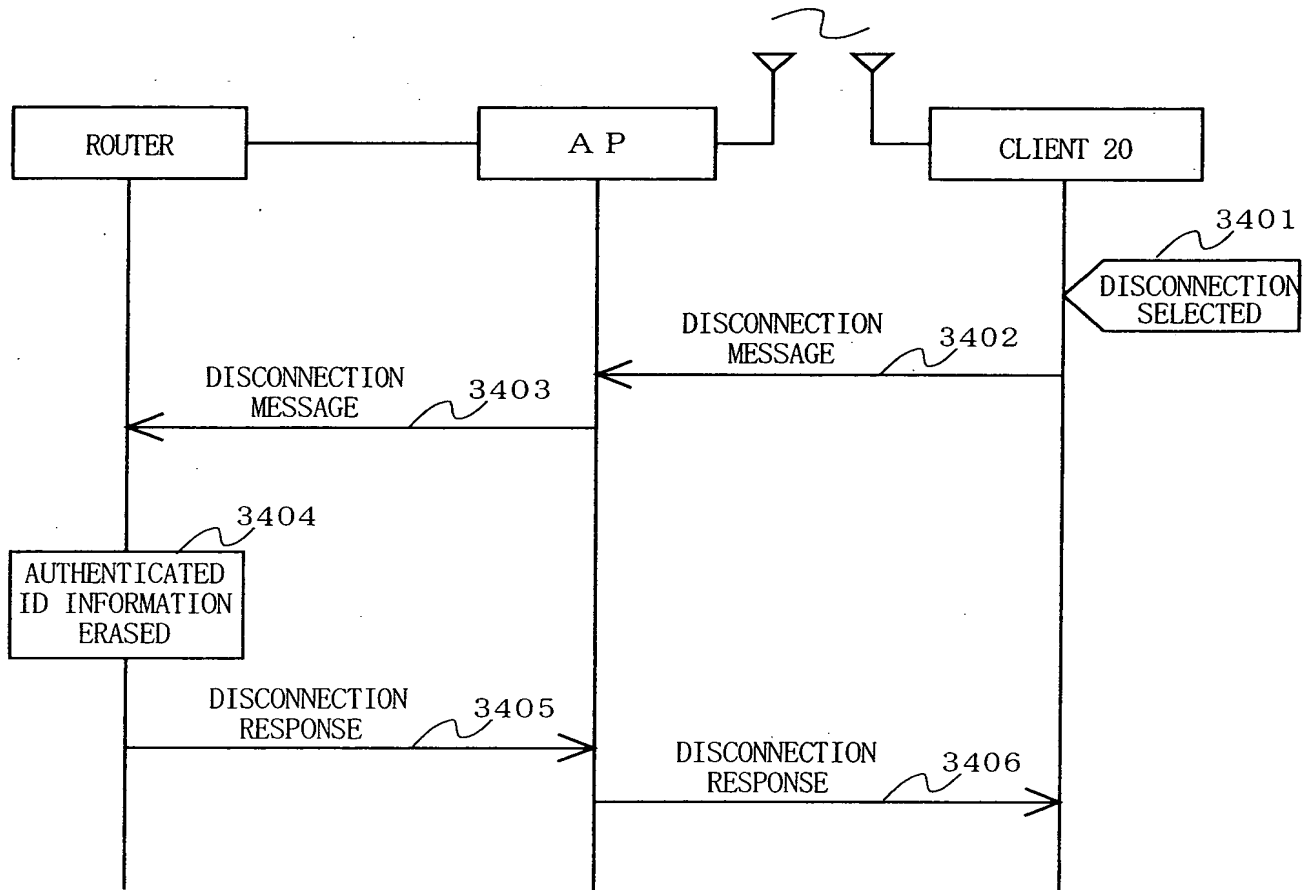 ROUTER
A P
CLIENT 20
3401
DISCONNECTION
SELECTED
DISCONNECTION
MESSAGE
3402
DISCONNECTION
MESSAGE
3403
3404
AUTHENTICATED
ID INFORMATION
ERASED
DISCONNECTION
RESPONSE
3405
DISCONNECTION
RESPONSE
3406